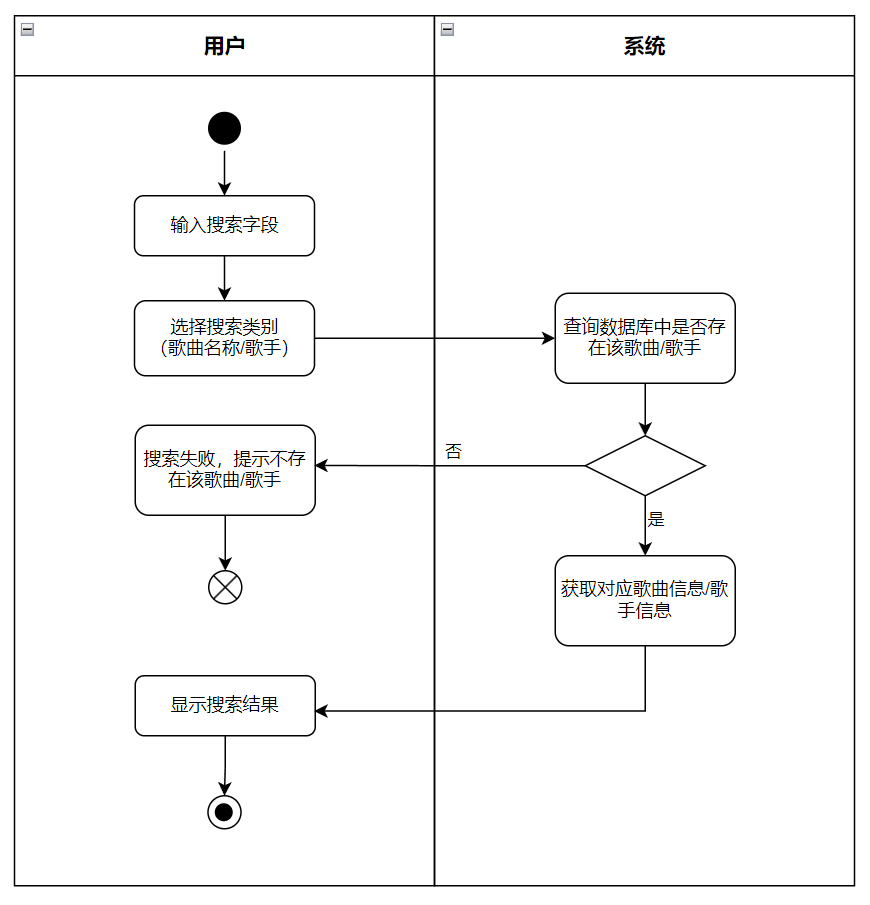 用户
系统
输入搜索字段
选择搜索类别
（歌曲名称/歌手）
查询数据库中是否存
在该歌曲/歌手
搜索失败，提示不存
在该歌曲/歌手
否
是
获取对应歌曲信息/歌
手信息
显示搜索结果